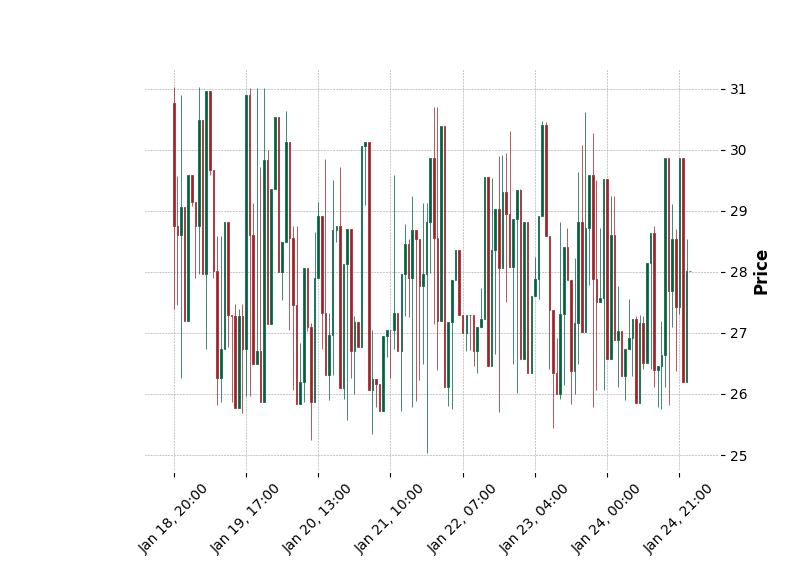 31
30
29
28
27
26
25
Price
Jan 18, 20:00
Jan 19, 17:00
Jan 20, 13:00
Jan 21, 10:00
Jan 22, 07:00
Jan 23, 04:00
Jan 24, 00:00
Jan 24, 21:00